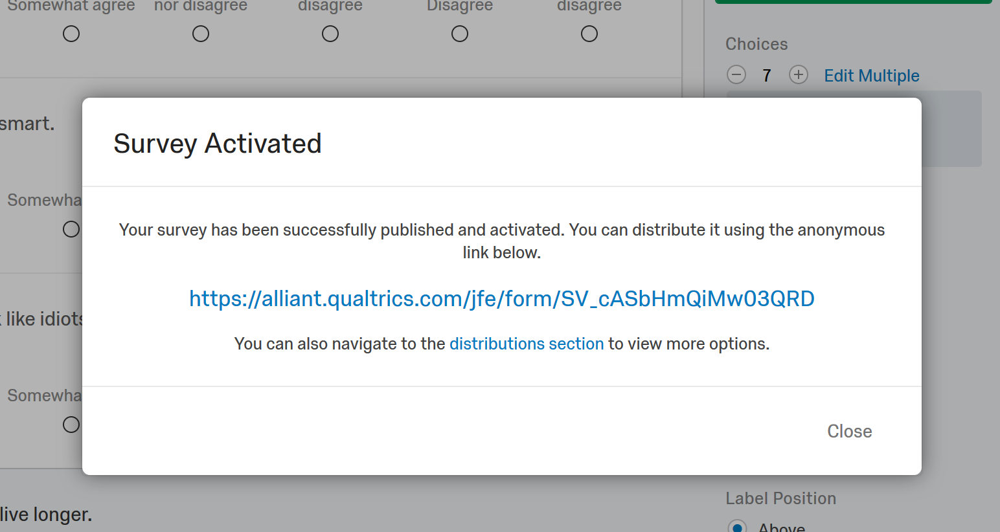 Somewhat agree nor disagree disagree Disagree disagree
Choices
7 Edit Multiple
smart.
Survey Activated
Somewha
Your survey has been successfully published and activated. You can distribute it using the anonymous
link below.
https://alliant.qualtrics.com/jfe/form/SV_cASbHmQiMw03QRD
like idiots
You can also navigate to the distributions section to view more options.
Somewha
Close
Label Position
live longer.
Above